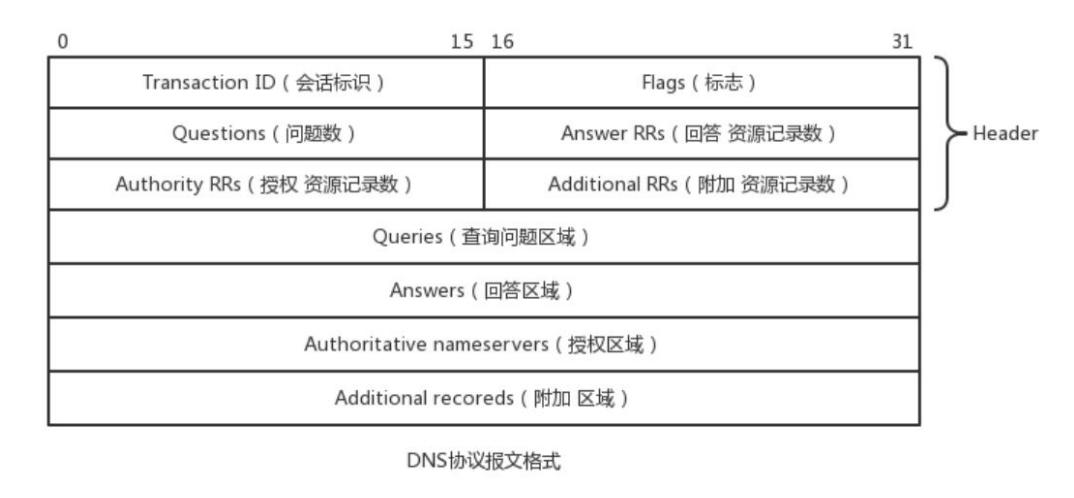 0 15 16 31
Transaction ID ( 会话标识 ) Flags ( 标志 )
Questions ( 问题数 ) Answer RRs ( 回答 资源记录数 ) Header
Authority RRs ( 授权 资源记录数 ) Additional RRs ( 附加 资源记录数 )
Queries ( 查询问题区域 )
Answers ( 回答区域 )
Authoritative nameservers ( 授权区域 )
Additional recoreds ( 附加 区域 )
DNS协议报文格式